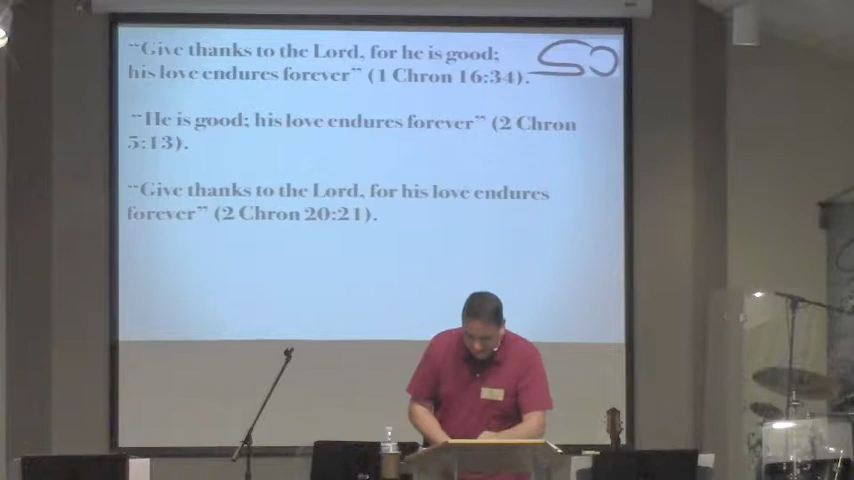 “Give thanks to the Lord, for he is good;
his love endures forever” (1 Chron 16:34).
“He is good; his love endures forever” (2 Chron
5:13).
“Give thanks to the Lord, for his love endures
forever” (2 Chron 20:21).